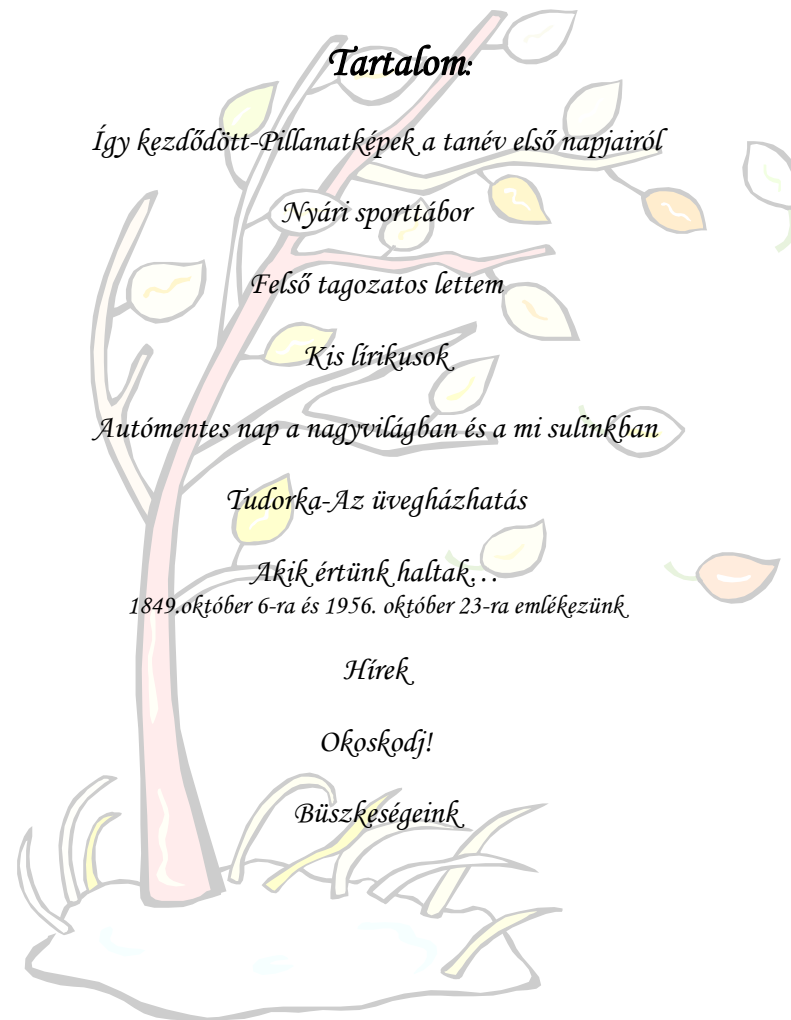 Tartalom:
Így kezdődött-Pillanatképek a tanév első napjairól
Nyári sporttábor
Felső tagozatos lettem
Kis lírikusok
Autómentes nap a nagyvilágban és a mi sulinkban
Tudorka-Az üvegházhatás
Akik értünk haltak…
1849.október 6-ra és 1956. október 23-ra emlékezünk
Hírek
Okoskodj!
Büszkeségeink